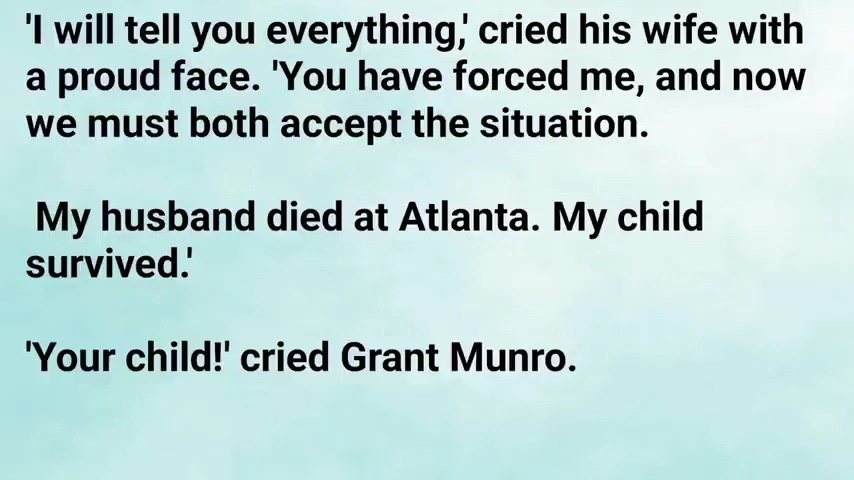 'I will tell you everything,' cried his wife with
a proud face. 'You have forced me, and now
we must both accept the situation.
My husband died at Atlanta. My child
survived.'
'Your child!' cried Grant Munro.